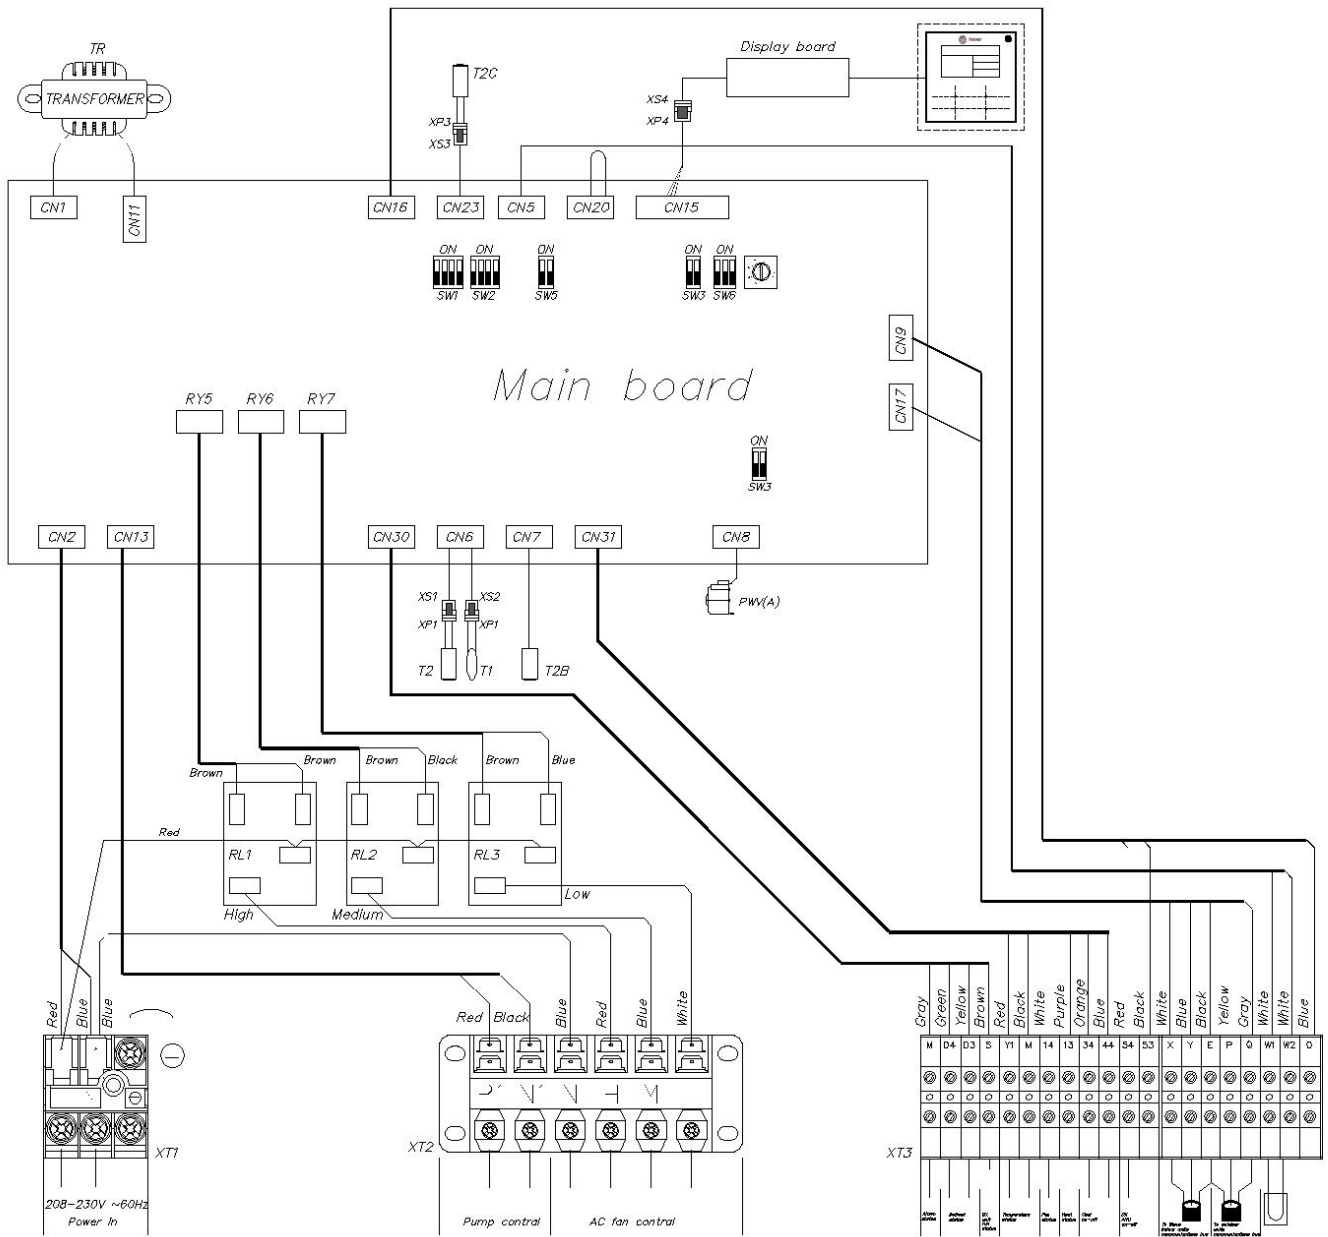 TR
TRANSFORMER
Display board
T2C
XP3
XS3
XS4
XP4
TRANE
CN1
CN11
CN16
CN23
CN5
CN20
CN15
ON
ON
ON
ON
ON
SW1
SW2
SW5
SW3
SW6
CN9
Main board
CN17
RY5
RY6
RY7
ON
SW3
CN2
CN13
CN30
CN6
CN7
CN31
CN8
XS1
XS2
XP1
XP1
PWV(A)
T2
T1
T2B
Brown
Brown
Brown
Black
Brown
Blue
Red
RL1
RL2
RL3
High
Medium
Low
Red
Blue
Blue
Red
Black
Blue
Red
Blue
White
Gray
Green
Yellow
Brown
Red
Black
White
Purple
Orange
Blue
Red
Black
White
Blue
Black
Yellow
Gray
White
White
Blue
M D4 D3 S Y1 M 14 13 34 44 54 53 X Y E P Q W1 W2 O
XT1
XT2
XT3
208-230V ~60Hz
Power In
Pump control
AC fan control